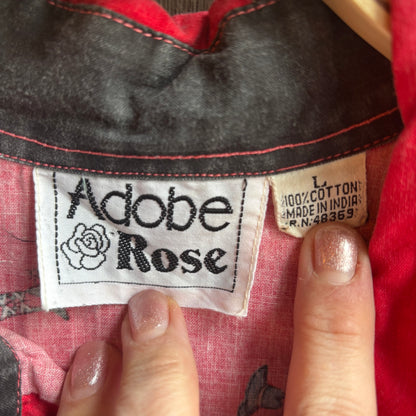 Adobe
Rose
L
100% COTTON
MADE IN INDIA
R.N. 48369